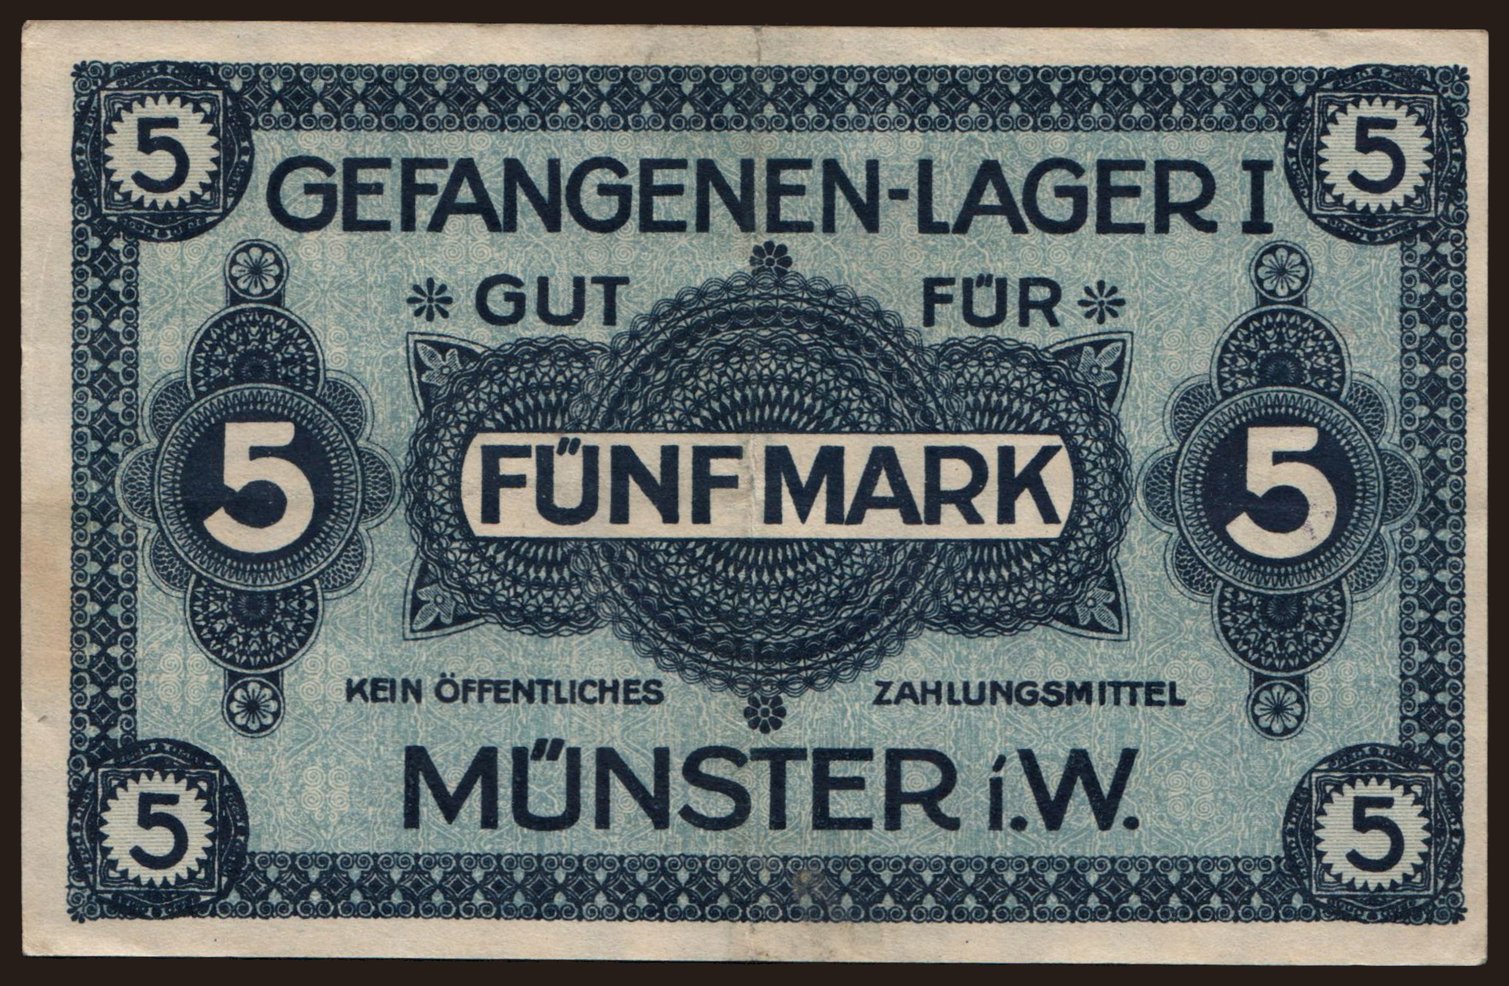 5 5
GEFANGENEN-LAGER I
GUT FÜR
5 FÜNF MARK 5
KEIN ÖFFENTLICHES ZAHLUNGSMITTEL
MÜNSTER i.W.
5 5